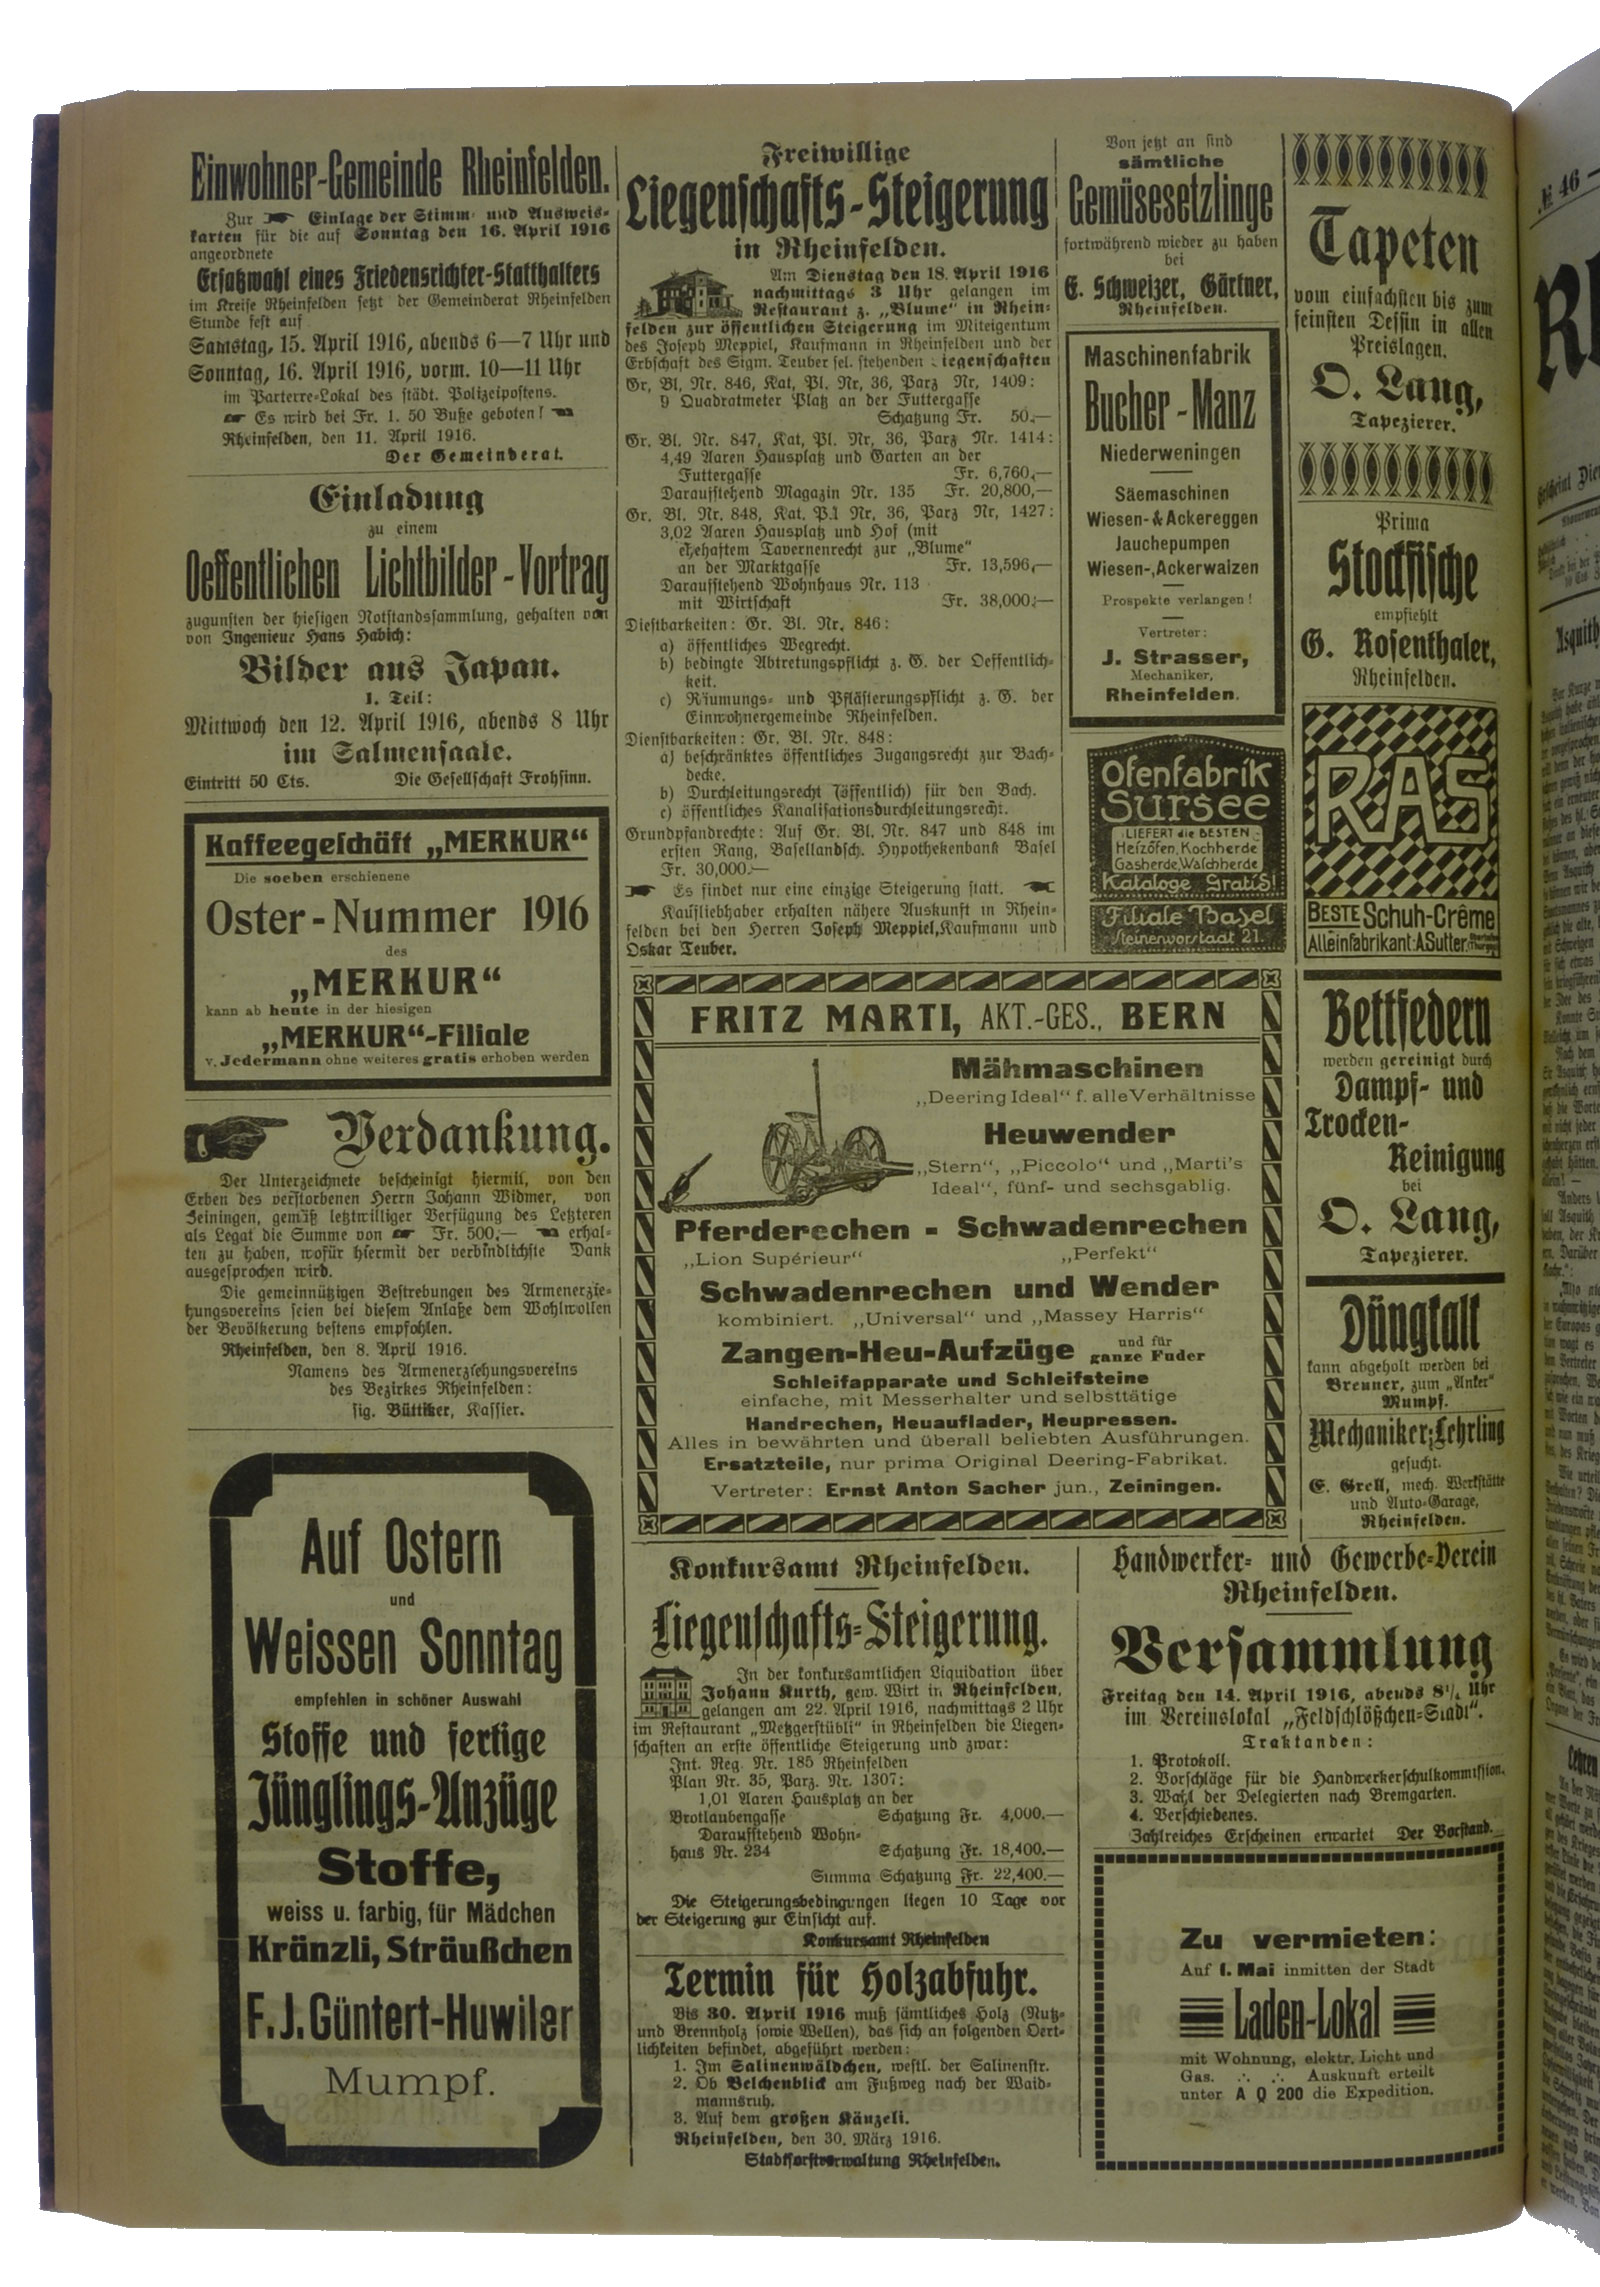 Einwohner-Gemeinde Rheinfelden.
Zur Einlage der Stimm- und Ausweis-
karten für die auf Sonntag den 16. April 1916
angeordnete
Ersatzwahl eines Friedensrichter-Statthalters
im Kreise Rheinfelden setzt der Gemeinderat Rheinfelden
Stunde fest auf
Samstag, 15. April 1916, abends 6—7 Uhr und
Sonntag, 16. April 1916, vorm. 10—11 Uhr
im Parterre-Lokal des städt. Polizeipostens.
Es wird bei Fr. 1. 50 Buße geboten!
Rheinfelden, den 11. April 1916.
Der Gemeinderat.
Einladung
zu einem
Oeffentlichen Lichtbilder-Vortrag
zugunsten der hiesigen Notstandssammlung, gehalten von
von Ingenieur Hans Habich:
Bilder aus Japan.
1. Teil:
Mittwoch den 12. April 1916, abends 8 Uhr
im Salmensaale.
Eintritt 50 Cts. Die Gesellschaft Frohsinn.
Kaffeegeschäft „MERKUR“
Die soeben erschienene
Oster-Nummer 1916
des
„MERKUR“
kann ab heute in der hiesigen
„MERKUR“-Filiale
v. Jedermann ohne weiteres gratis erhoben werden
Verdankung.
Der Unterzeichnete bescheinigt hiermit, von den
Erben des verstorbenen Herrn Johann Widmer, von
Zeiningen, gemäß letztwilliger Verfügung des Letzteren
als Legat die Summe von Fr. 500,— erhal-
ten zu haben, wofür hiermit der verbindlichste Dank
ausgesprochen wird.
Die gemeinnützigen Bestrebungen des Armenerzie-
hungsvereins seien bei diesem Anlaße dem Wohlwollen
der Bevölkerung bestens empfohlen.
Rheinfelden, den 8. April 1916.
Namens des Armenerziehungsvereins
des Bezirkes Rheinfelden:
sig. Büttiker, Kassier.
Auf Ostern
und
Weissen Sonntag
empfehlen in schöner Auswahl
Stoffe und fertige
Jünglings-Anzüge
Stoffe,
weiss u. farbig, für Mädchen
Kränzli, Sträußchen
F. J. Güntert-Huwiler
Mumpf.
Freiwillige
Liegenschafts-Steigerung
in Rheinfelden.
Am Dienstag den 18. April 1916
nachmittags 3 Uhr gelangen im
Restaurant z. „Blume“ in Rhein-
felden zur öffentlichen Steigerung im Miteigentum
des Joseph Meppiel, Kaufmann in Rheinfelden und der
Erbschaft des Sigm. Teuber sel. stehenden Liegenschaften
Gr, Bl. Nr. 846, Kat, Pl. Nr, 36, Parz Nr, 1409:
9 Quadratmeter Platz an der Futtergasse
Schatzung Fr. 50.—
Gr. Bl. Nr. 847, Kat, Pl. Nr, 36, Parz Nr. 1414:
4,49 Aaren Hausplatz und Garten an der
Futtergasse Fr. 6,760,—
Daraufstehend Magazin Nr. 135 Fr. 20,800,—
Gr. Bl. Nr. 848, Kat. Pl Nr, 36, Parz Nr, 1427:
3,02 Aaren Hausplatz und Hof (mit
ehehaftem Tavernenrecht zur „Blume“
an der Marktgasse Fr. 13,596,—
Daraufstehend Wohnhaus Nr. 113
mit Wirtschaft Fr. 38,000;—
Diestbarkeiten: Gr. Bl. Nr. 846:
a) öffentliches Wegrecht.
b) bedingte Abtretungspflicht z. G. der Oeffentlich-
keit.
c) Räumungs- und Pflästerungspflicht z. G. der
Einwohnergemeinde Rheinfelden.
Dienstbarkeiten: Gr. Bl. Nr. 848:
a) beschränktes öffentliches Zugangsrecht zur Bach-
decke.
b) Durchleitungsrecht (öffentlich) für den Bach.
c) öffentliches Kanalisationsdurchleitungsrecht.
Grundpfandrechte: Auf Gr. Bl. Nr. 847 und 848 im
ersten Rang, Basellandsch. Hypothekenbank Basel
Fr. 30,000.—
Es findet nur eine einzige Steigerung statt.
Kaufliebhaber erhalten nähere Auskunft in Rhein-
felden bei den Herren Joseph Meppiel, Kaufmann und
Oskar Teuber.
Von jetzt an sind
sämtliche
Gemüsesetzlinge
fortwährend wieder zu haben
bei
E. Schweizer, Gärtner,
Rheinfelden.
Maschinenfabrik
Bucher-Manz
Niederweningen
Säemaschinen
Wiesen- & Ackereggen
Jauchepumpen
Wiesen-, Ackerwalzen
Prospekte verlangen!
Vertreter:
J. Strasser,
Mechaniker,
Rheinfelden.
Ofenfabrik
Sursee
LIEFERT die BESTEN
Heizöfen, Kochherde
Gasherde, Waschherde
Kataloge Gratis!
Filiale Basel
Steinenvorstadt 21.
Tapeten
vom einfachsten bis zum
feinsten Dessin in allen
Preislagen.
O. Lang,
Tapezierer.
Prima
Stockfische
empfiehlt
G. Rosenthaler,
Rheinfelden.
RAS
BESTE Schuh-Crême
Alleinfabrikant: A. Sutter, Oberhofen Thurgau
Bettfedern
werden gereinigt durch
Dampf- und
Trocken-
Reinigung
bei
O. Lang,
Tapezierer.
Düngkalk
kann abgeholt werden bei
Brenner, zum „Anker“
Mumpf.
Mechaniker-Lehrling
gesucht.
E. Grell, mech. Werkstätte
und Auto-Garage,
Rheinfelden.
FRITZ MARTI, AKT.-GES., BERN
Mähmaschinen
„Deering Ideal“ f. alle Verhältnisse
Heuwender
„Stern“, „Piccolo“ und „Marti's
Ideal“, fünf- und sechsgablig.
Pferderechen - Schwadenrechen
„Lion Supérieur“ „Perfekt“
Schwadenrechen und Wender
kombiniert. „Universal“ und „Massey Harris“
Zangen-Heu-Aufzüge und für ganze Fuder
Schleifapparate und Schleifsteine
einfache, mit Messerhalter und selbsttätige
Handrechen, Heuauflader, Heupressen.
Alles in bewährten und überall beliebten Ausführungen.
Ersatzteile, nur prima Original Deering-Fabrikat.
Vertreter: Ernst Anton Sacher jun., Zeiningen.
Konkursamt Rheinfelden.
Liegenschafts-Steigerung.
In der konkursamtlichen Liquidation über
Johann Kurth, gew. Wirt in Rheinfelden,
gelangen am 22. April 1916, nachmittags 2 Uhr
im Restaurant „Metzgerstübli“ in Rheinfelden die Liegen-
schaften an erste öffentliche Steigerung und zwar:
Int. Reg. Nr. 185 Rheinfelden
Plan Nr. 35, Parz. Nr. 1307:
1,01 Aaren Hausplatz an der
Brotlaubengasse Schatzung Fr. 4,000.—
Daraufstehend Wohn-
haus Nr. 234 Schatzung Fr. 18,400.—
Summa Schatzung Fr. 22,400.—
Die Steigerungsbedingungen liegen 10 Tage vor
der Steigerung zur Einsicht auf.
Konkursamt Rheinfelden
Termin für Holzabfuhr.
Bis 30. April 1916 muß sämtliches Holz (Nutz-
und Brennholz sowie Wellen), das sich an folgenden Oert-
lichkeiten befindet, abgeführt werden:
1. Im Salinenwäldchen, westl. der Salinenstr.
2. Ob Belchenblick am Fußweg nach der Waid-
mannsruh.
3. Auf dem großen Känzeli.
Rheinfelden, den 30. März 1916.
Stadtforstverwaltung Rheinfelden.
Handwerker- und Gewerbe-Verein
Rheinfelden.
Versammlung
Freitag den 14. April 1916, abends 8¼ Uhr
im Vereinslokal „Feldschlößchen-Stadt“.
Traktanden:
1. Protokoll.
2. Vorschläge für die Handwerkerschulkommission.
3. Wahl der Delegierten nach Bremgarten.
4. Verschiedenes.
Zahlreiches Erscheinen erwartet Der Vorstand.
Zu vermieten:
Auf 1. Mai inmitten der Stadt
Laden-Lokal
mit Wohnung, elektr. Licht und
Gas. Auskunft erteilt
unter A Q 200 die Expedition.
№ 46